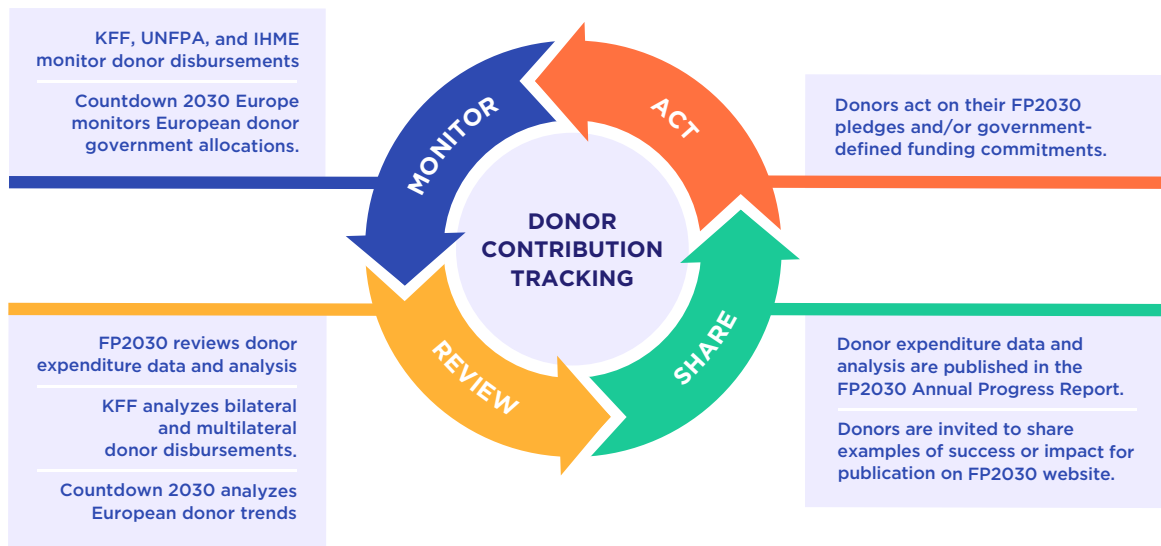 KFF, UNFPA, and IHME
monitor donor disbursements
Countdown 2030 Europe
monitors European donor
government allocations.
MONITOR
ACT
Donors act on their FP2030
pledges and/or government-
defined funding commitments.
DONOR
CONTRIBUTION
TRACKING
FP2030 reviews donor
expenditure data and analysis
KFF analyzes bilateral
and multilateral
donor disbursements.
Countdown 2030 analyzes
European donor trends
REVIEW
SHARE
Donor expenditure data and
analysis are published in the
FP2030 Annual Progress Report.
Donors are invited to share
examples of success or impact for
publication on FP2030 website.